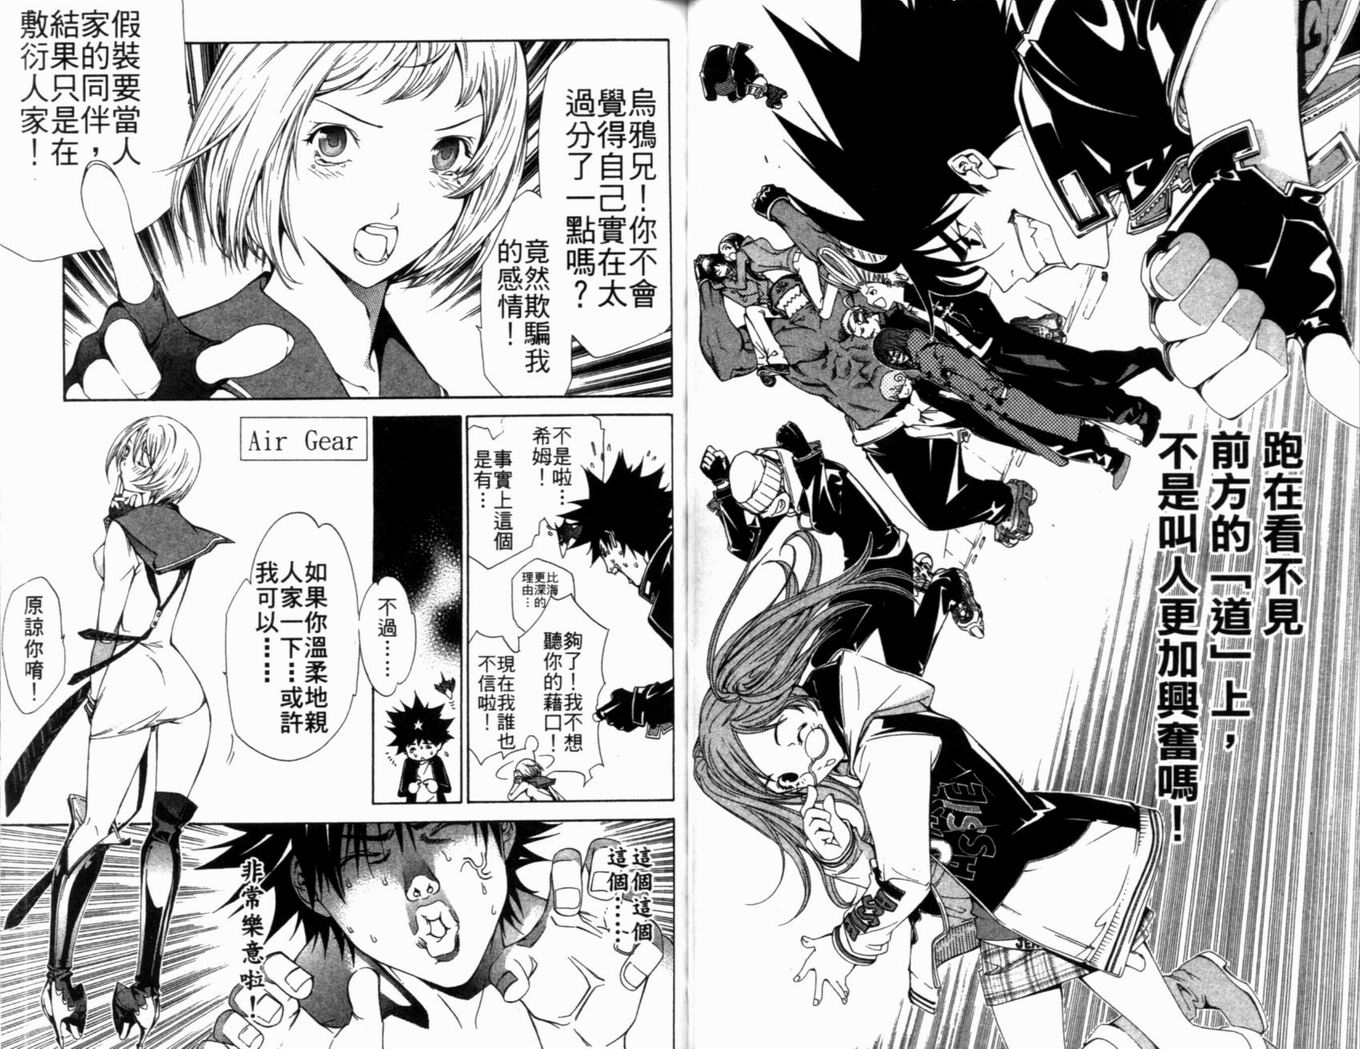 跑在看不見
前方的「道」上，
不是叫人更加興奮嗎！
烏鴉兄！你不會
覺得自己實在太
過分了一點嗎？
竟然欺騙我
的感情！
假裝要當人
家的同伴，
結果只是在
敷衍人家！
不是啦…
希姆！
事實上這個
是有…
比海
更深的
理由…
夠了！我不想
聽你的藉口！
現在我誰也
不信啦！
不過……
Air Gear
如果你溫柔地親
人家一下…或許
我可以……
原諒你唷！
這個這個
這個……
非常樂意啦！